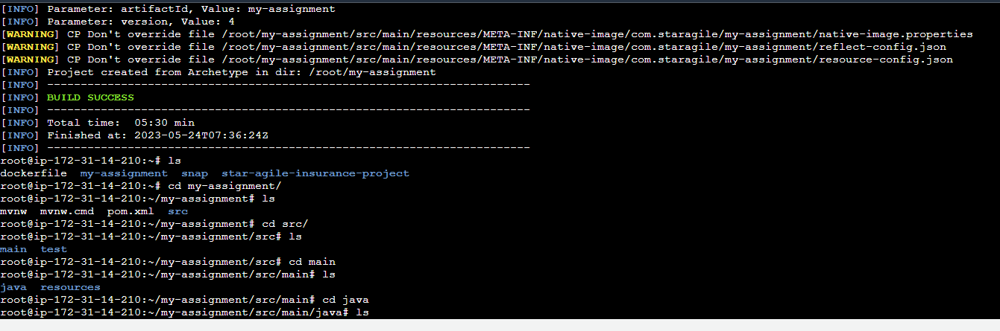 [INFO] Parameter: artifactId, Value: my-assignment
[INFO] Parameter: version, Value: 4
[WARNING] CP Don't override file /root/my-assignment/src/main/resources/META-INF/native-image/com.staragile/my-assignment/native-image.properties
[WARNING] CP Don't override file /root/my-assignment/src/main/resources/META-INF/native-image/com.staragile/my-assignment/reflect-config.json
[WARNING] CP Don't override file /root/my-assignment/src/main/resources/META-INF/native-image/com.staragile/my-assignment/resource-config.json
[INFO] Project created from Archetype in dir: /root/my-assignment
[INFO] ------------------------------------------------------------------------
[INFO] BUILD SUCCESS
[INFO] ------------------------------------------------------------------------
[INFO] Total time:  05:30 min
[INFO] Finished at: 2023-05-24T07:36:24Z
[INFO] ------------------------------------------------------------------------
root@ip-172-31-14-210:~# ls
dockerfile  my-assignment  snap  star-agile-insurance-project
root@ip-172-31-14-210:~# cd my-assignment/
root@ip-172-31-14-210:~/my-assignment# ls
mvnw  mvnw.cmd  pom.xml  src
root@ip-172-31-14-210:~/my-assignment# cd src/
root@ip-172-31-14-210:~/my-assignment/src# ls
main  test
root@ip-172-31-14-210:~/my-assignment/src# cd main
root@ip-172-31-14-210:~/my-assignment/src/main# ls
java  resources
root@ip-172-31-14-210:~/my-assignment/src/main# cd java
root@ip-172-31-14-210:~/my-assignment/src/main/java# ls